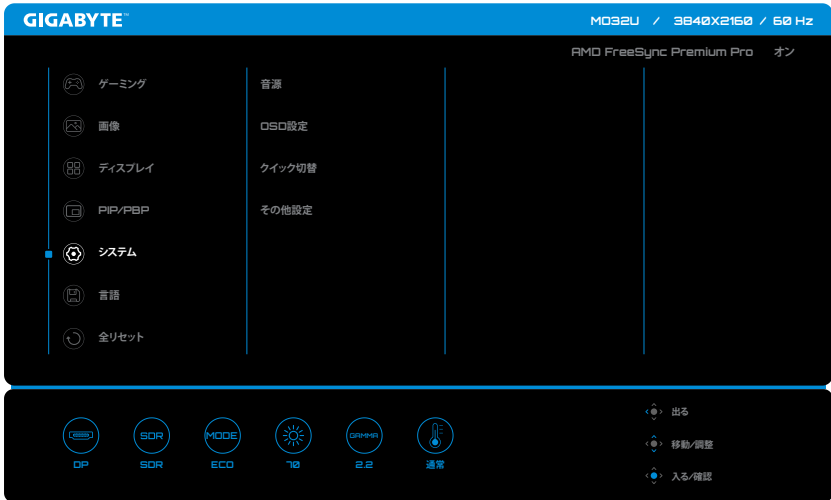 GIGABYTE™
MO32U / 3840X2160 / 60 Hz
AMD FreeSync Premium Pro オン
ゲーミング
画像
ディスプレイ
PIP/PBP
システム
言語
全リセット
音源
OSD設定
クイック切替
その他設定
SDR
MODE
GAMMA
DP
SDR
ECO
70
2.2
通常
出る
移動/調整
入る/確認